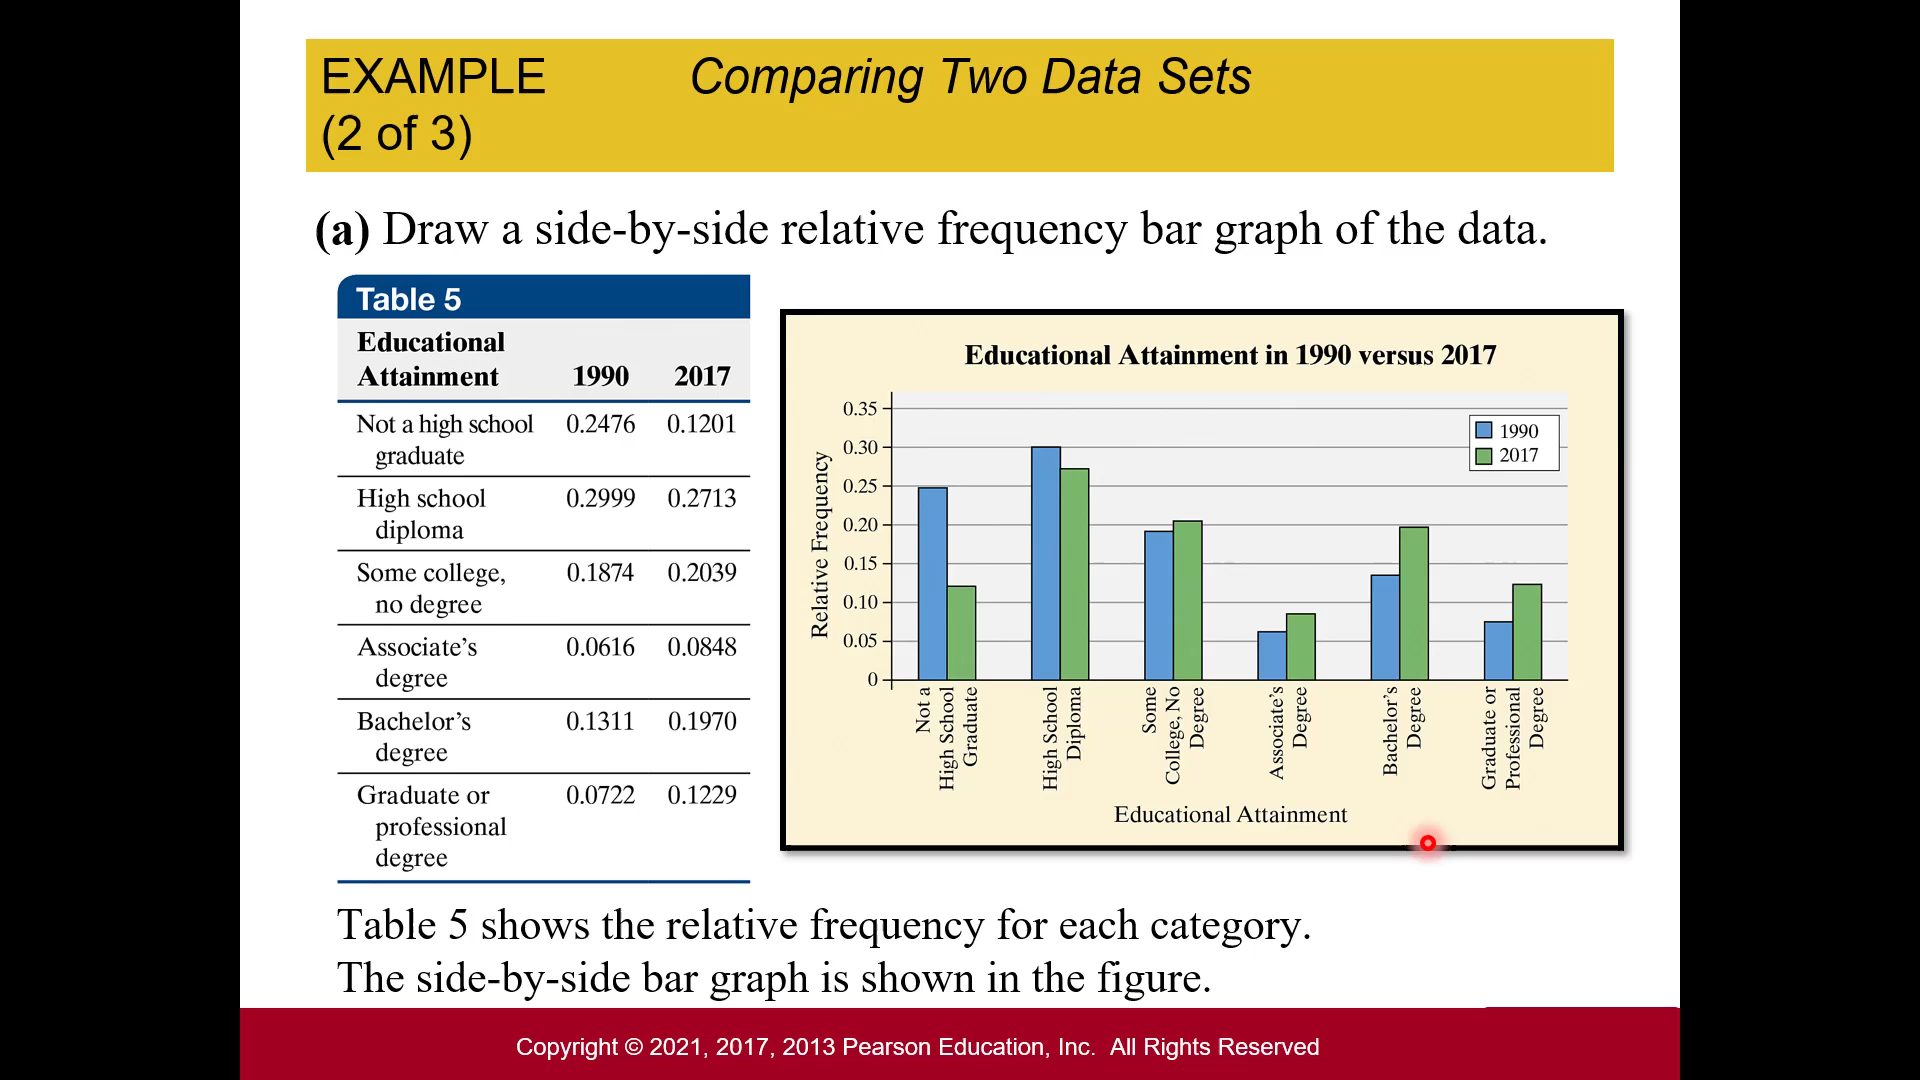 EXAMPLE Comparing Two Data Sets
(2 of 3)
(a) Draw a side-by-side relative frequency bar graph of the data.
Table 5
Educational
Attainment 1990 2017
Not a high school 0.2476 0.1201
graduate
High school 0.2999 0.2713
diploma
Some college, 0.1874 0.2039
no degree
Associate’s 0.0616 0.0848
degree
Bachelor’s 0.1311 0.1970
degree
Graduate or 0.0722 0.1229
professional
degree
Educational Attainment in 1990 versus 2017
Relative Frequency
0.35
0.30
0.25
0.20
0.15
0.10
0.05
0
1990
2017
Not a
High School
Graduate
High School
Diploma
Some
College, No
Degree
Associate’s
Degree
Bachelor’s
Degree
Graduate or
Professional
Degree
Educational Attainment
Table 5 shows the relative frequency for each category.
The side-by-side bar graph is shown in the figure.
Copyright © 2021, 2017, 2013 Pearson Education, Inc. All Rights Reserved